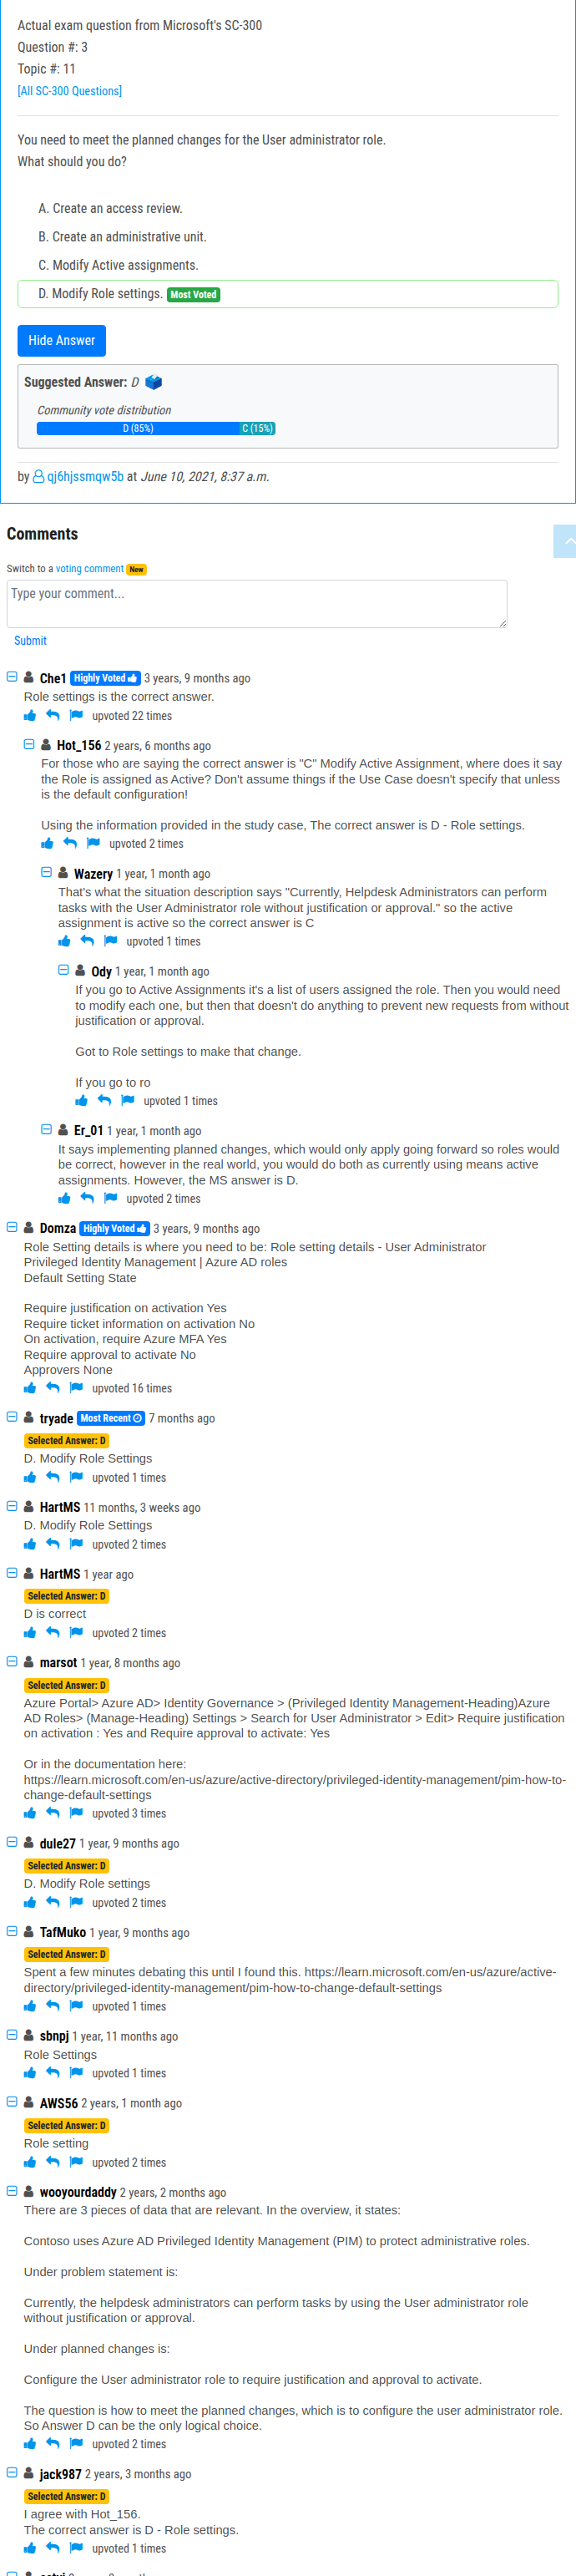 Actual exam question from Microsoft's SC-300
Question #: 3
Topic #: 11
[All SC-300 Questions]
You need to meet the planned changes for the User administrator role.
What should you do?
A. Create an access review.
B. Create an administrative unit.
C. Modify Active assignments.
D. Modify Role settings. Most Voted
Hide Answer
Suggested Answer: D
Community vote distribution
D (85%) C (15%)
by qj6hjssmqw5b at June 10, 2021, 8:37 a.m.
Comments
Switch to a voting comment New
Type your comment...
Submit
Che1 Highly Voted 3 years, 9 months ago
Role settings is the correct answer.
upvoted 22 times
Hot_156 2 years, 6 months ago
For those who are saying the correct answer is "C" Modify Active Assignment, where does it say
the Role is assigned as Active? Don't assume things if the Use Case doesn't specify that unless
is the default configuration!
Using the information provided in the study case, The correct answer is D - Role settings.
upvoted 2 times
Wazery 1 year, 1 month ago
That's what the situation description says "Currently, Helpdesk Administrators can perform
tasks with the User Administrator role without justification or approval." so the active
assignment is active so the correct answer is C
upvoted 1 times
Ody 1 year, 1 month ago
If you go to Active Assignments it's a list of users assigned the role. Then you would need
to modify each one, but then that doesn't do anything to prevent new requests from without
justification or approval.
Got to Role settings to make that change.
If you go to ro
upvoted 1 times
Er_01 1 year, 1 month ago
It says implementing planned changes, which would only apply going forward so roles would
be correct, however in the real world, you would do both as currently using means active
assignments. However, the MS answer is D.
upvoted 2 times
Domza Highly Voted 3 years, 9 months ago
Role Setting details is where you need to be: Role setting details - User Administrator
Privileged Identity Management | Azure AD roles
Default Setting State
Require justification on activation Yes
Require ticket information on activation No
On activation, require Azure MFA Yes
Require approval to activate No
Approvers None
upvoted 16 times
tryade Most Recent 7 months ago
Selected Answer: D
D. Modify Role Settings
upvoted 1 times
HartMS 11 months, 3 weeks ago
D. Modify Role Settings
upvoted 2 times
HartMS 1 year ago
Selected Answer: D
D is correct
upvoted 2 times
marsot 1 year, 8 months ago
Selected Answer: D
Azure Portal> Azure AD> Identity Governance > (Privileged Identity Management-Heading)Azure
AD Roles> (Manage-Heading) Settings > Search for User Administrator > Edit> Require justification
on activation : Yes and Require approval to activate: Yes
Or in the documentation here:
https://learn.microsoft.com/en-us/azure/active-directory/privileged-identity-management/pim-how-to-
change-default-settings
upvoted 3 times
dule27 1 year, 9 months ago
Selected Answer: D
D. Modify Role settings
upvoted 2 times
TafMuko 1 year, 9 months ago
Selected Answer: D
Spent a few minutes debating this until I found this. https://learn.microsoft.com/en-us/azure/active-
directory/privileged-identity-management/pim-how-to-change-default-settings
upvoted 1 times
sbnpj 1 year, 11 months ago
Role Settings
upvoted 1 times
AWS56 2 years, 1 month ago
Selected Answer: D
Role setting
upvoted 2 times
wooyourdaddy 2 years, 2 months ago
There are 3 pieces of data that are relevant. In the overview, it states:
Contoso uses Azure AD Privileged Identity Management (PIM) to protect administrative roles.
Under problem statement is:
Currently, the helpdesk administrators can perform tasks by using the User administrator role
without justification or approval.
Under planned changes is:
Configure the User administrator role to require justification and approval to activate.
The question is how to meet the planned changes, which is to configure the user administrator role.
So Answer D can be the only logical choice.
upvoted 2 times
jack987 2 years, 3 months ago
Selected Answer: D
I agree with Hot_156.
The correct answer is D - Role settings.
upvoted 1 times